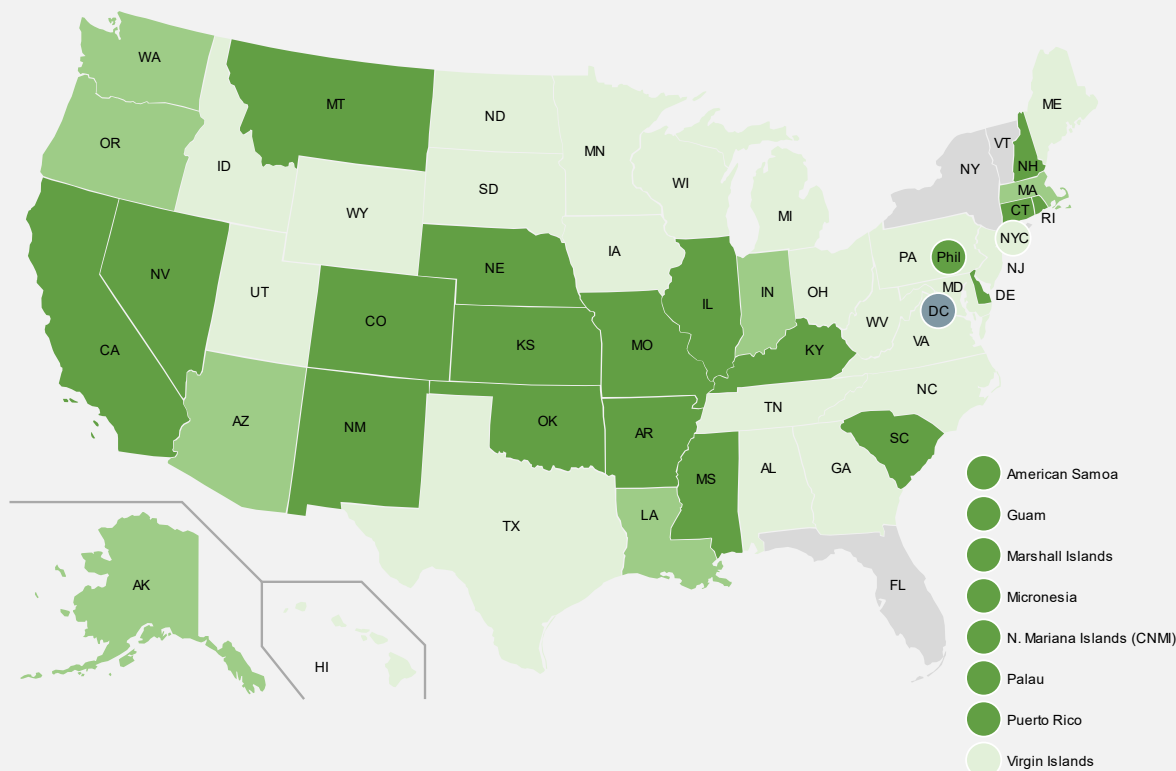 WA
MT
ND
ME
OR
MN
VT
ID
NY
NH
SD
WI
MA
WY
MI
CT
RI
NYC
IA
PA
Phil
NJ
NE
NV
UT
IN
OH
MD
DE
IL
DC
CO
WV
KS
MO
VA
CA
KY
NC
TN
AZ
NM
OK
AR
SC
MS
AL
GA
American Samoa
LA
Guam
TX
Marshall Islands
AK
FL
Micronesia
N. Mariana Islands (CNMI)
HI
Palau
Puerto Rico
Virgin Islands